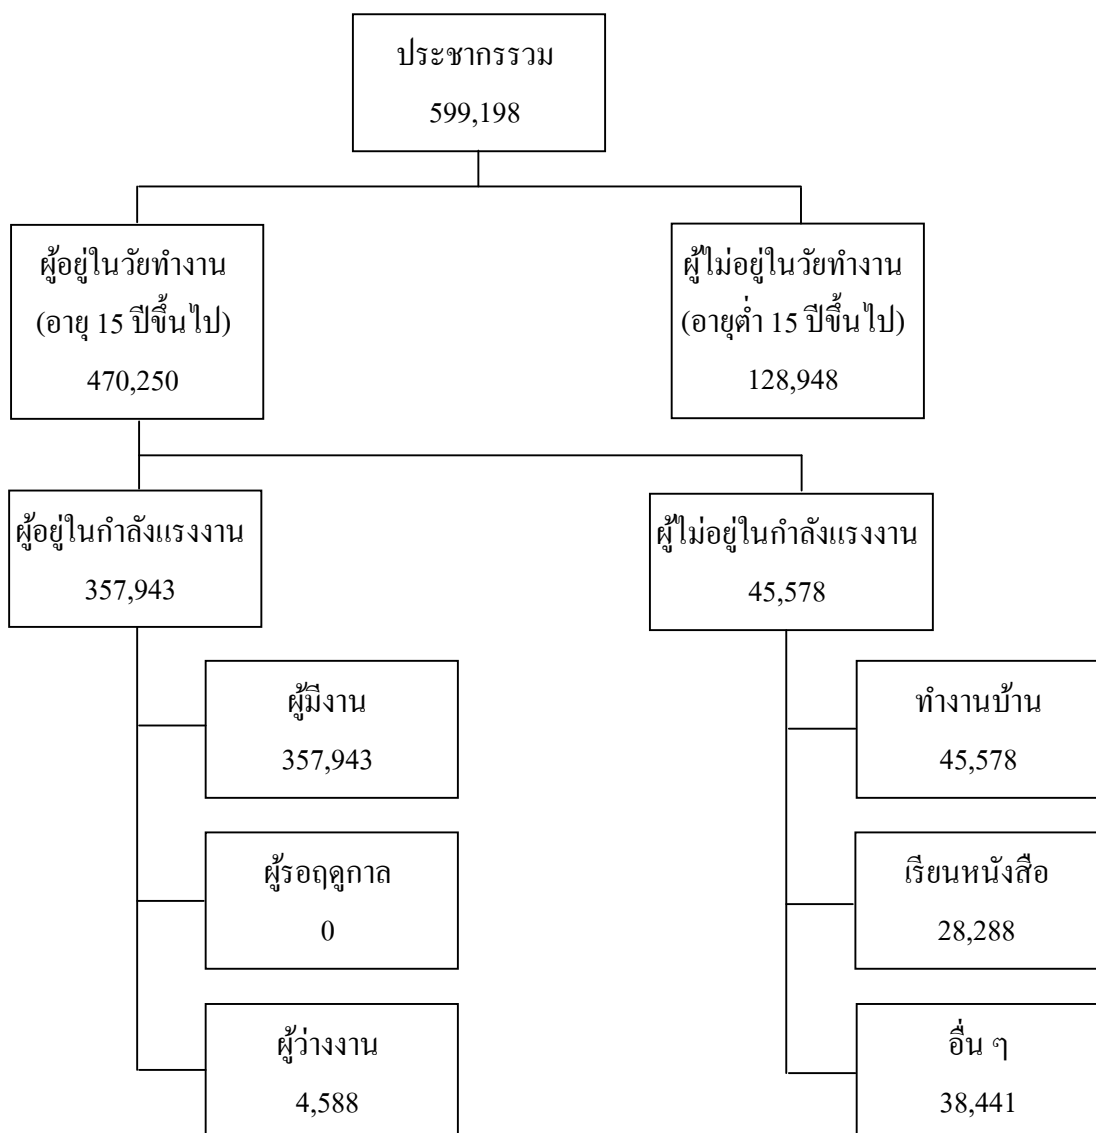 ประชากรรวม
599,198
ผู้อยู่ในวัยทำงาน
(อายุ 15 ปีขึ้นไป)
470,250
ผู้ไม่อยู่ในวัยทำงาน
(อายุต่ำ 15 ปีขึ้นไป)
128,948
ผู้อยู่ในกำลังแรงงาน
357,943
ผู้ไม่อยู่ในกำลังแรงงาน
45,578
ผู้มีงาน
357,943
ทำงานบ้าน
45,578
ผู้รอฤดูกาล
0
เรียนหนังสือ
28,288
ผู้ว่างงาน
4,588
อื่น ๆ
38,441